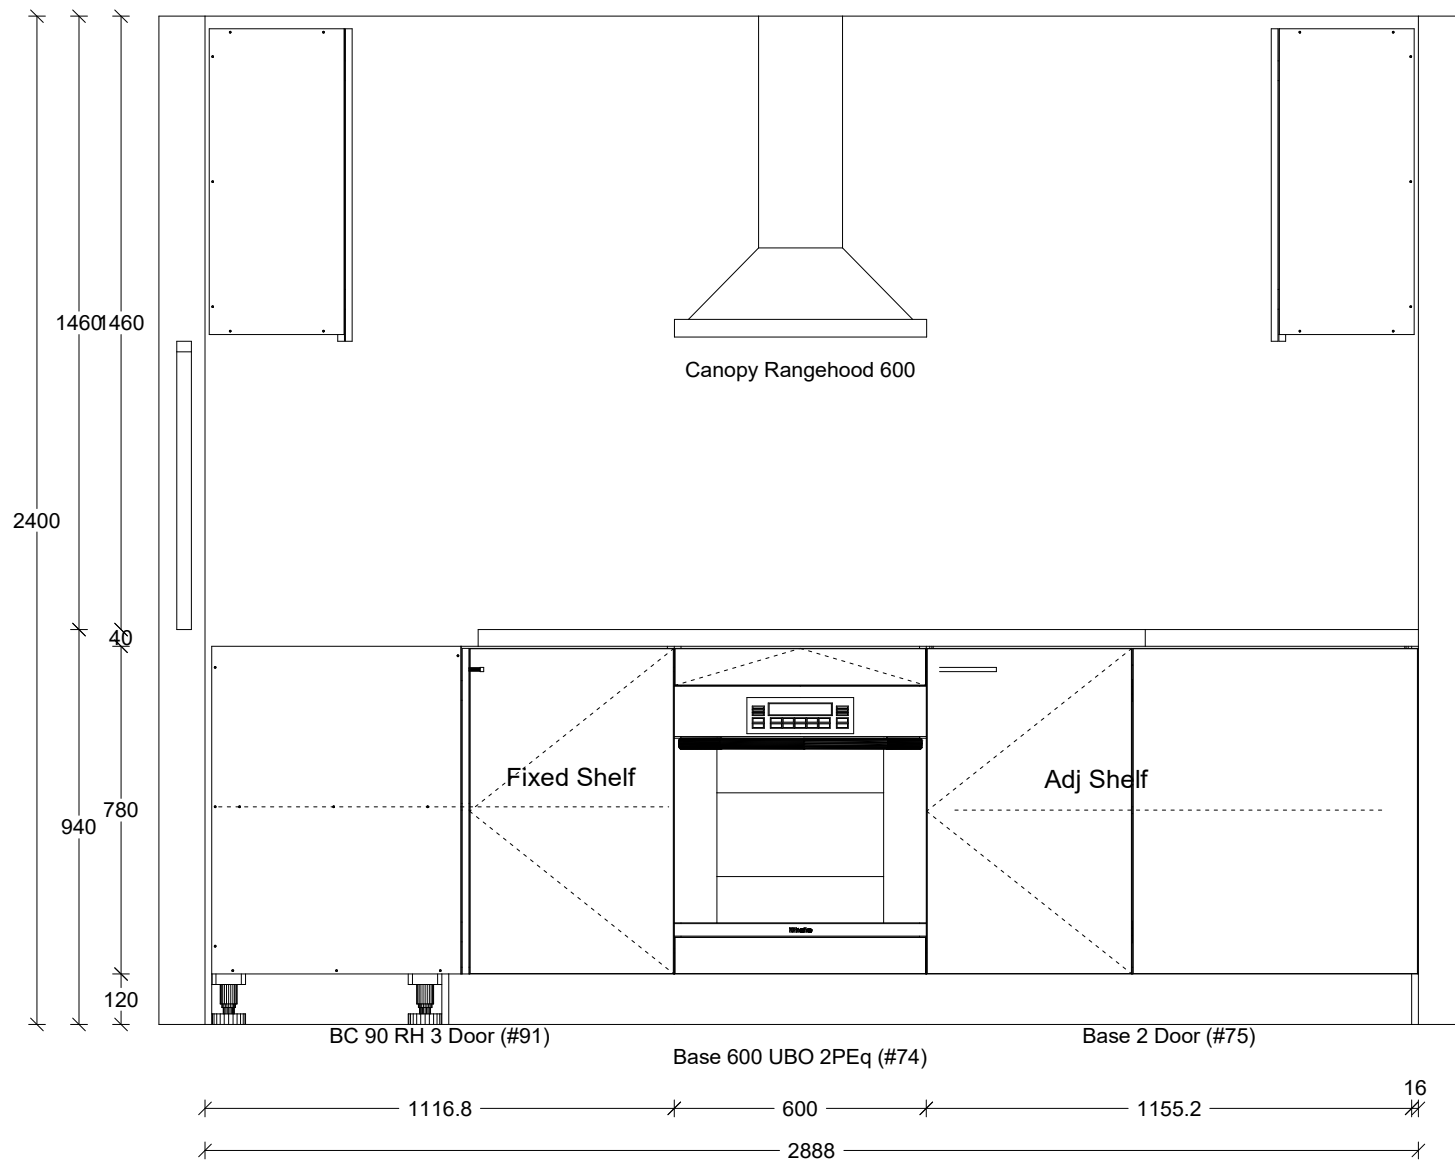 1460
1460
Canopy Rangehood 600
2400
40
Fixed Shelf
Adj Shelf
780
940
120
BC 90 RH 3 Door (#91)
Base 2 Door (#75)
Base 600 UBO 2PEq (#74)
16
1116.8
600
1155.2
2888